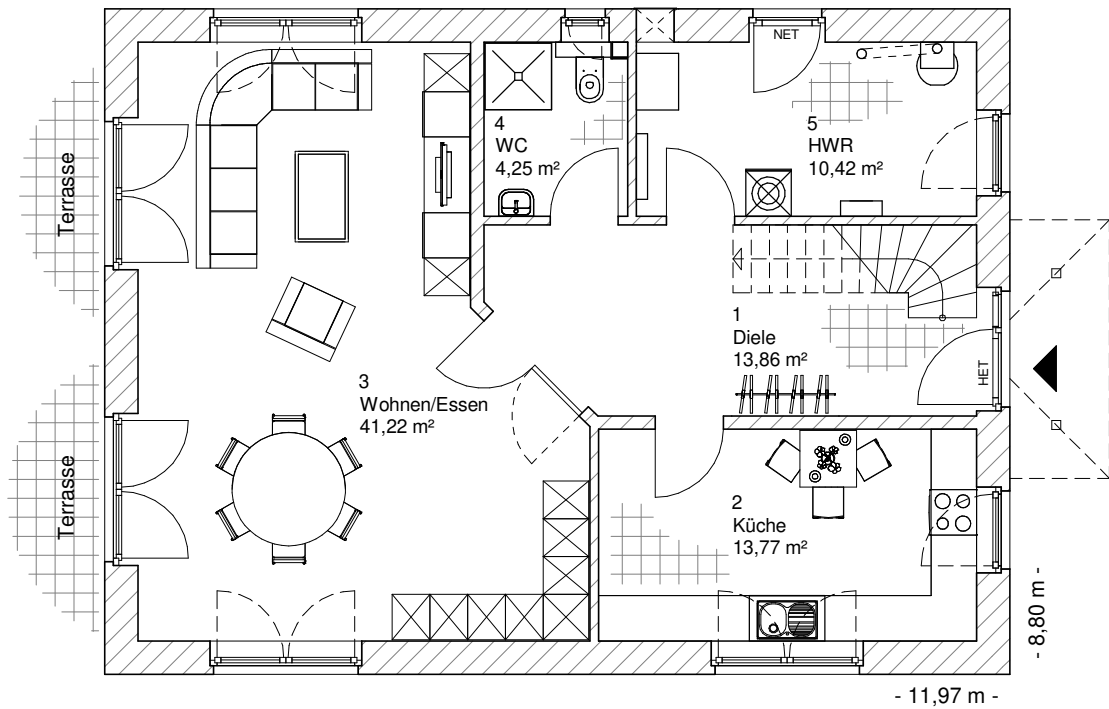 NET
4
WC
4,25 m²
5
HWR
10,42 m²
Terrasse
1
Diele
13,86 m²
HET
3
Wohnen/Essen
41,22 m²
Terrasse
2
Küche
13,77 m²
- 8,80 m -
- 11,97 m -